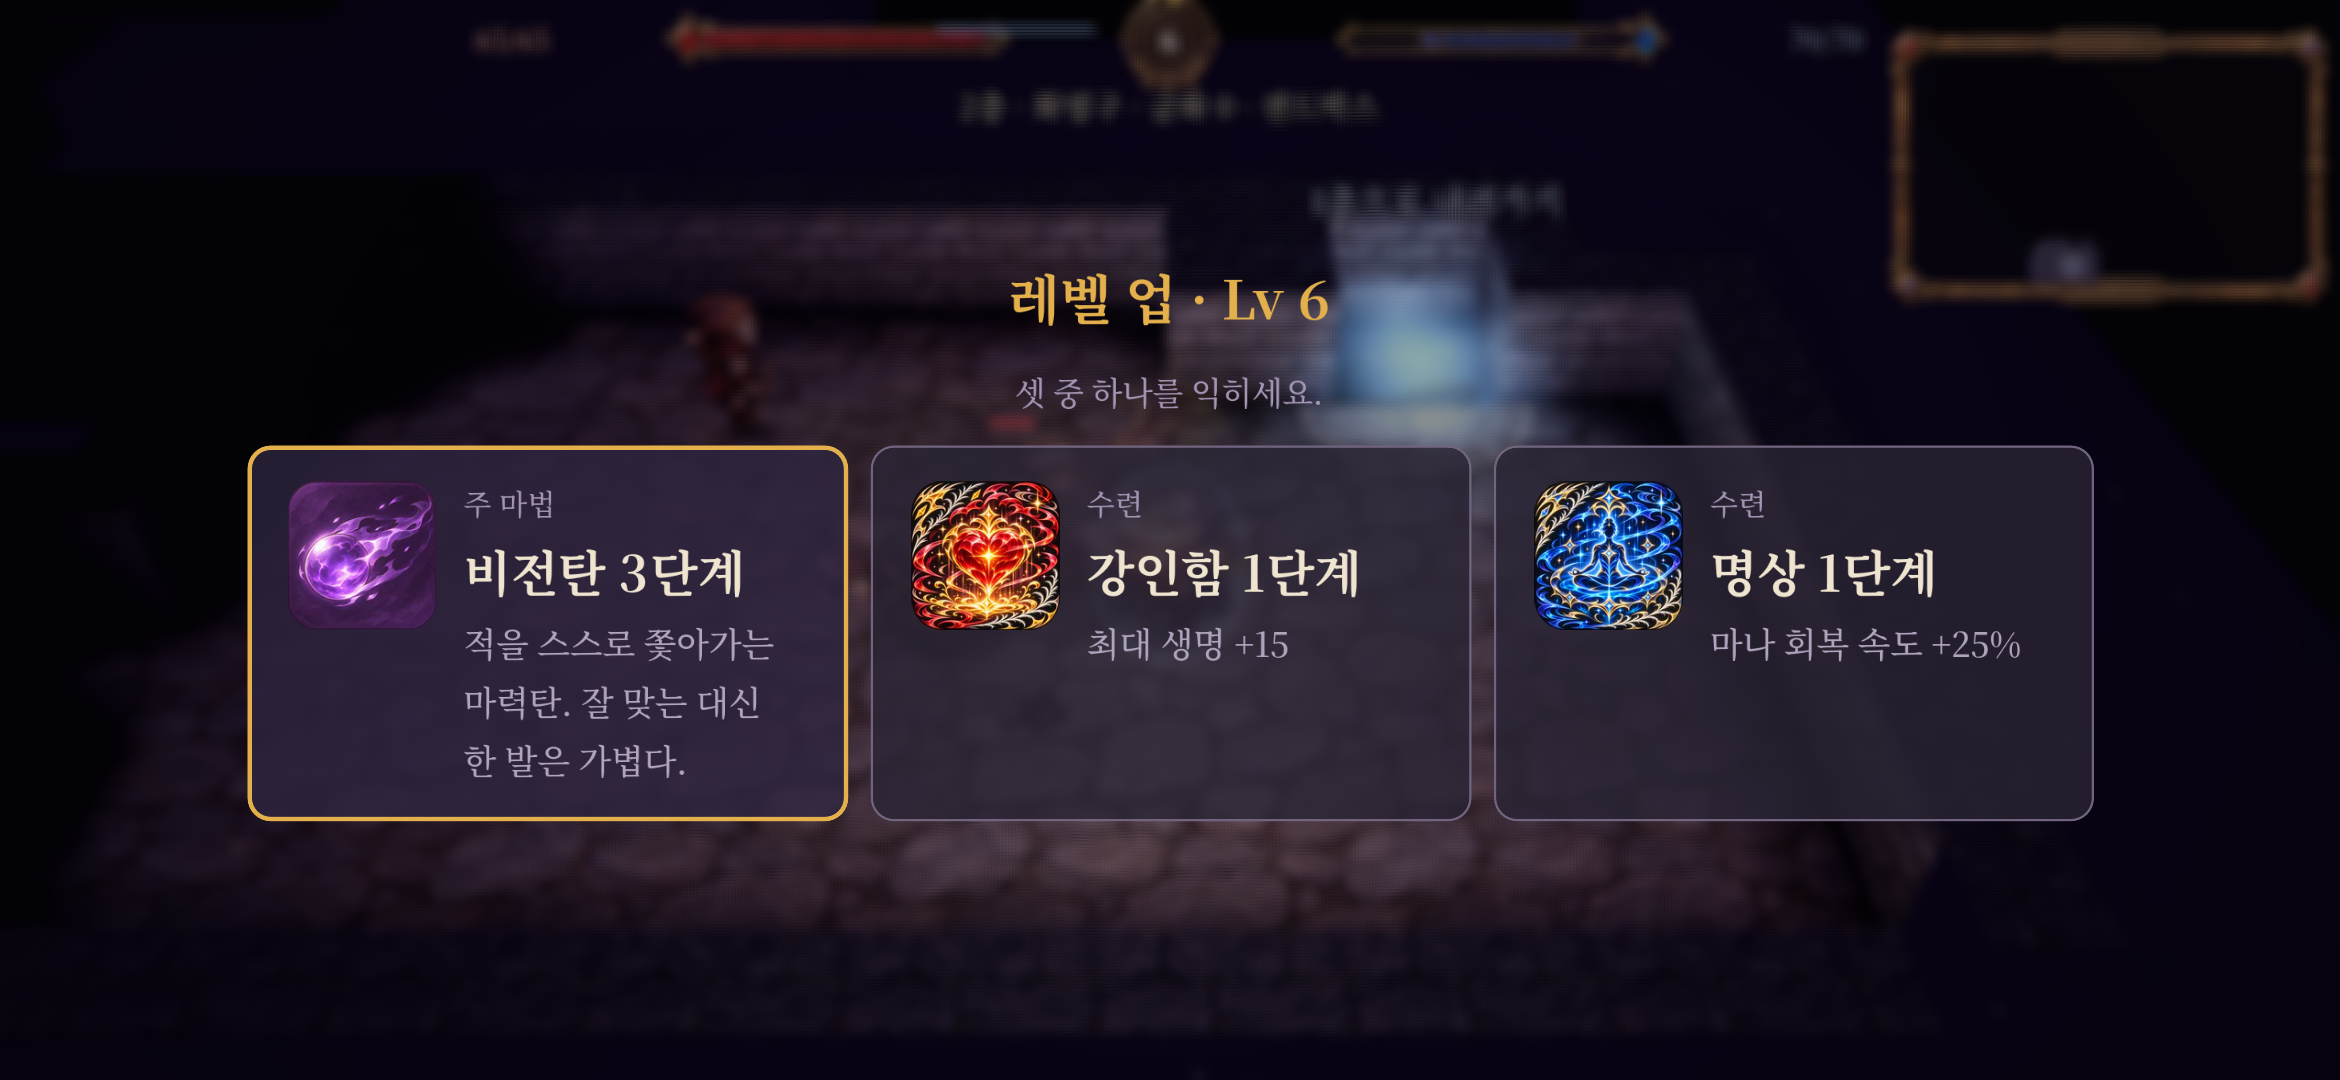 레벨 업 · Lv 6
셋 중 하나를 익히세요.
주 마법
비전탄 3단계
적을 스스로 쫓아가는
마력탄. 잘 맞는 대신
한 발은 가볍다.
수련
강인함 1단계
최대 생명 +15
수련
명상 1단계
마나 회복 속도 +25%